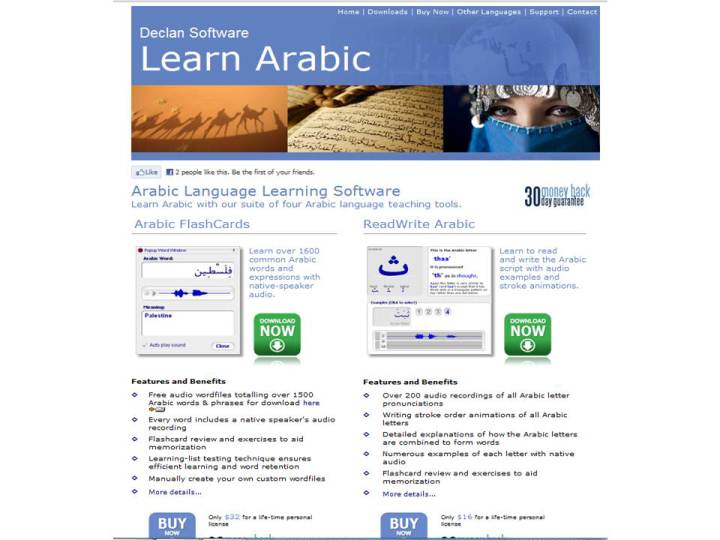 Home | Downloads | Buy Now | Other Languages | Support | Contact
Declan Software
Learn Arabic
Like 2 people like this. Be the first of your friends.
Arabic Language Learning Software
Learn Arabic with our suite of four Arabic language teaching tools.
30 money back
day guarantee
Arabic FlashCards
Popup Word Window
Arabic Word:
فِلَسْطِين
Meaning:
Palestine
Auto play sound
Close
Learn over 1600
common Arabic
words and
expressions with
native-speaker
audio.
DOWNLOAD
NOW
Features and Benefits
Free audio wordfiles totalling over 1500
Arabic words & phrases for download here
Every word includes a native speaker's audio
recording
Flashcard review and exercises to aid
memorization
Learning-list testing technique ensures
efficient learning and word retention
Manually create your own custom wordfiles
More details...
BUY
NOW
Only $32 for a life-time personal
license
ReadWrite Arabic
ث
This is the Arabic letter
thaa'
It is pronounced
'th' as in thought.
Examples (Click to select)
1 2 3 4
Learn to read
and write the Arabic
script with audio
examples and
stroke animations.
DOWNLOAD
NOW
Features and Benefits
Over 200 audio recordings of all Arabic letter
pronunciations
Writing stroke order animations of all Arabic
letters
Detailed explanations of how the Arabic letters
are combined to form words
Numerous examples of each letter with native
audio
Flashcard review and exercises to aid
memorization
More details...
BUY
NOW
Only $16 for a life-time personal
license